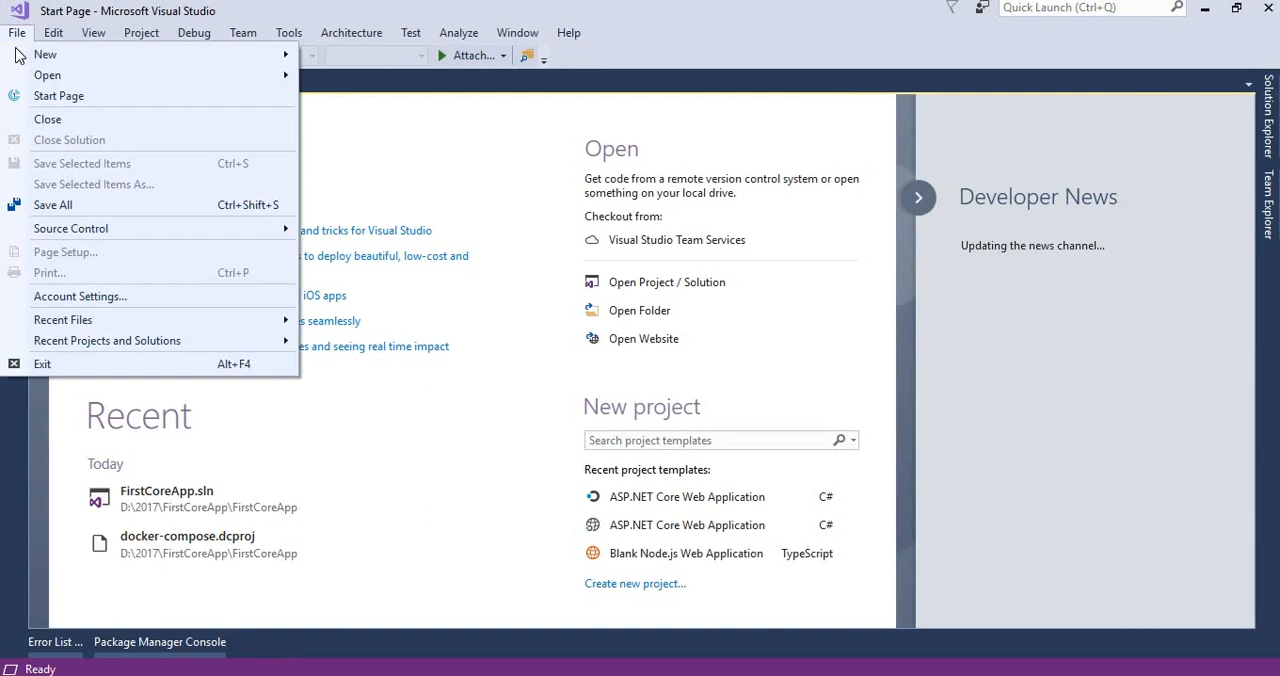 Start Page - Microsoft Visual Studio
Quick Launch (Ctrl+Q)
File Edit View Project Debug Team Tools Architecture Test Analyze Window Help
Attach...
New
Open
Start Page
Close
Close Solution
Save Selected Items Ctrl+S
Save Selected Items As...
Save All Ctrl+Shift+S
Source Control
Page Setup...
Print... Ctrl+P
Account Settings...
Recent Files
Recent Projects and Solutions
Exit Alt+F4
and tricks for Visual Studio
to deploy beautiful, low-cost and
iOS apps
s seamlessly
es and seeing real time impact
Recent
Today
FirstCoreApp.sln
D:\2017\FirstCoreApp\FirstCoreApp
docker-compose.dcproj
D:\2017\FirstCoreApp\FirstCoreApp
Open
Get code from a remote version control system or open
something on your local drive.
Checkout from:
Visual Studio Team Services
Open Project / Solution
Open Folder
Open Website
New project
Search project templates
Recent project templates:
ASP.NET Core Web Application C#
ASP.NET Core Web Application C#
Blank Node.js Web Application TypeScript
Create new project...
Developer News
Updating the news channel...
Solution Explorer
Team Explorer
Error List ...
Package Manager Console
Ready